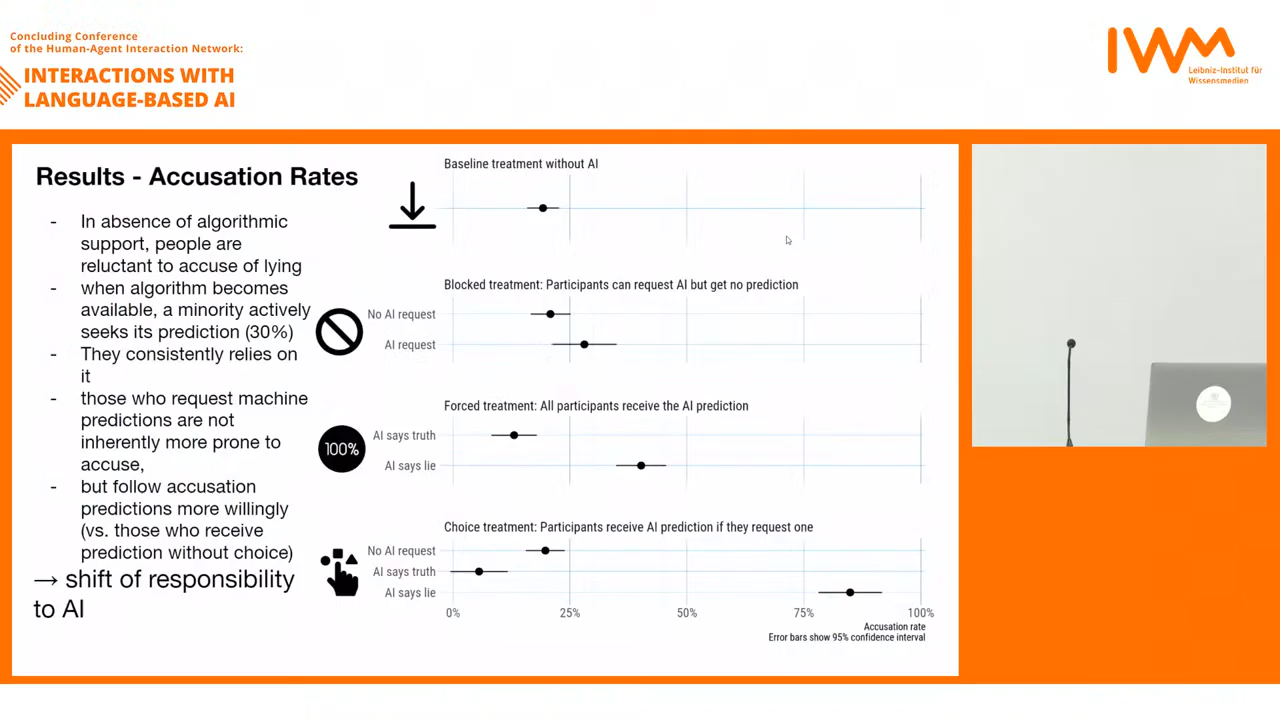 Concluding Conference
of the Human-Agent Interaction Network:
INTERACTIONS WITH
LANGUAGE-BASED AI
IWM
Leibniz-Institut für
Wissensmedien
Results - Accusation Rates
- In absence of algorithmic
support, people are
reluctant to accuse of lying
- when algorithm becomes
available, a minority actively
seeks its prediction (30%)
- They consistently relies on
it
- those who request machine
predictions are not
inherently more prone to
accuse,
- but follow accusation
predictions more willingly
(vs. those who receive
prediction without choice)
→ shift of responsibility
to AI
Baseline treatment without AI
Blocked treatment: Participants can request AI but get no prediction
No AI request
AI request
Forced treatment: All participants receive the AI prediction
100%
AI says truth
AI says lie
Choice treatment: Participants receive AI prediction if they request one
No AI request
AI says truth
AI says lie
0% 25% 50% 75% 100%
Accusation rate
Error bars show 95% confidence interval